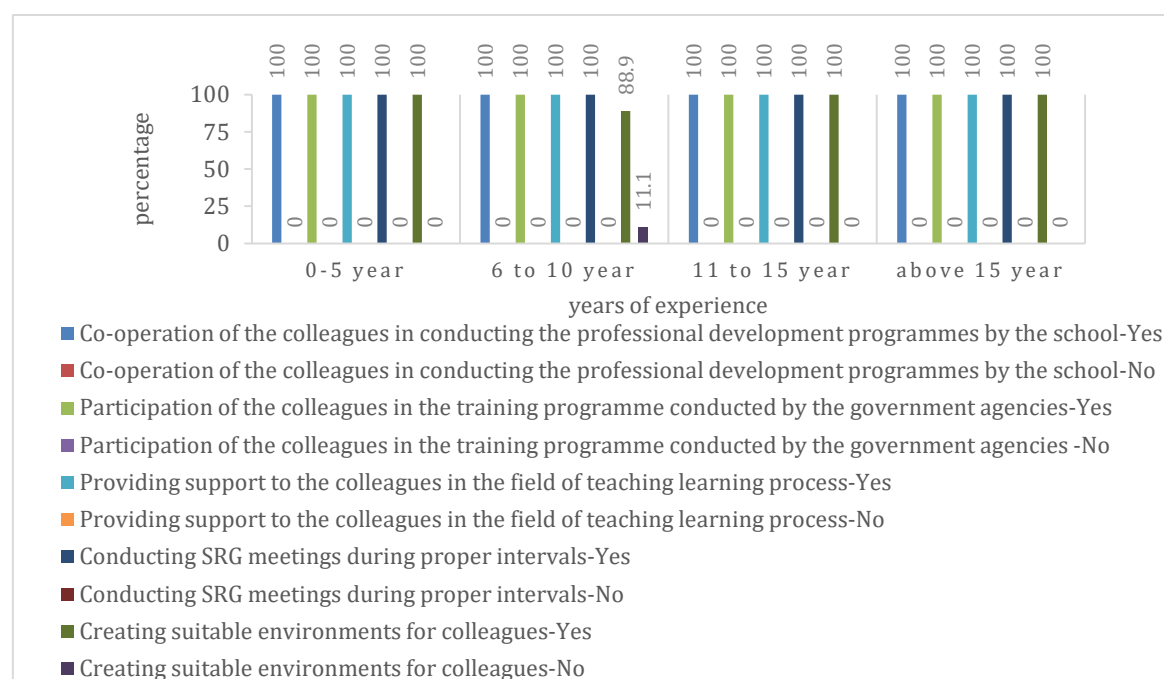 100 0 100 0 100 0 100 0 100 0 100 0 100 0 100 0 100 0 88.9 11.1 100 0 100 0 100 0 100 0 100 0 100 0 100 0 100 0 100 0 100 0
percentage
100
75
50
25
0
0-5 year 6 to 10 year 11 to 15 year above 15 year
years of experience
Co-operation of the colleagues in conducting the professional development programmes by the school-Yes
Co-operation of the colleagues in conducting the professional development programmes by the school-No
Participation of the colleagues in the training programme conducted by the government agencies-Yes
Participation of the colleagues in the training programme conducted by the government agencies -No
Providing support to the colleagues in the field of teaching learning process-Yes
Providing support to the colleagues in the field of teaching learning process-No
Conducting SRG meetings during proper intervals-Yes
Conducting SRG meetings during proper intervals-No
Creating suitable environments for colleagues-Yes
Creating suitable environments for colleagues-No